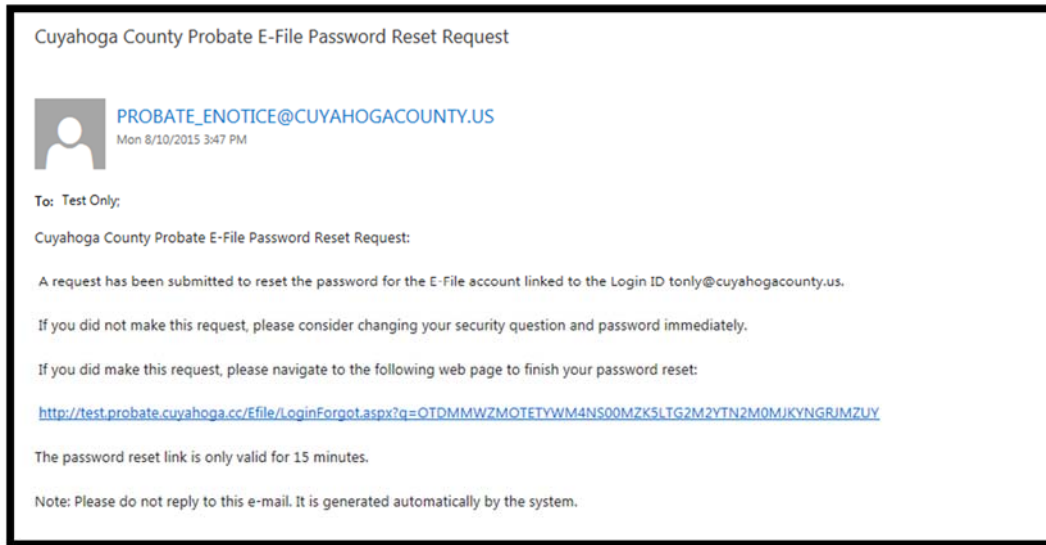 Cuyahoga County Probate E-File Password Reset Request
PROBATE_ENOTICE@CUYAHOGACOUNTY.US
Mon 8/10/2015 3:47 PM
To: Test Only;
Cuyahoga County Probate E-File Password Reset Request:
A request has been submitted to reset the password for the E-File account linked to the Login ID tonly@cuyahogacounty.us.
If you did not make this request, please consider changing your security question and password immediately.
If you did make this request, please navigate to the following web page to finish your password reset:
http://test.probate.cuyahoga.cc/Efile/LoginForgot.aspx?q=OTDMMWZMOTETYWM4NS00MZK5LTG2M2YTN2M0MJKYNGRJMZUY
The password reset link is only valid for 15 minutes.
Note: Please do not reply to this e-mail. It is generated automatically by the system.